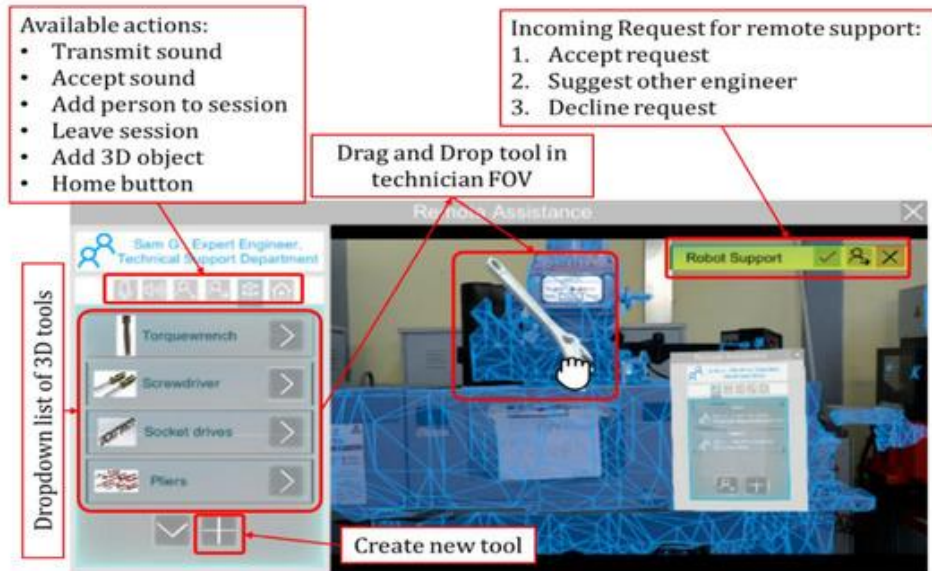 Available actions:
• Transmit sound
• Accept sound
• Add person to session
• Leave session
• Add 3D object
• Home button
Incoming Request for remote support:
1. Accept request
2. Suggest other engineer
3. Decline request
Drag and Drop tool in
technician FOV
Remote Assistance
Sam G., Expert Engineer,
Technical Support Department
Robot Support
Dropdown list of 3D tools
Torquewrench
Screwdriver
Socket drives
Pliers
Create new tool